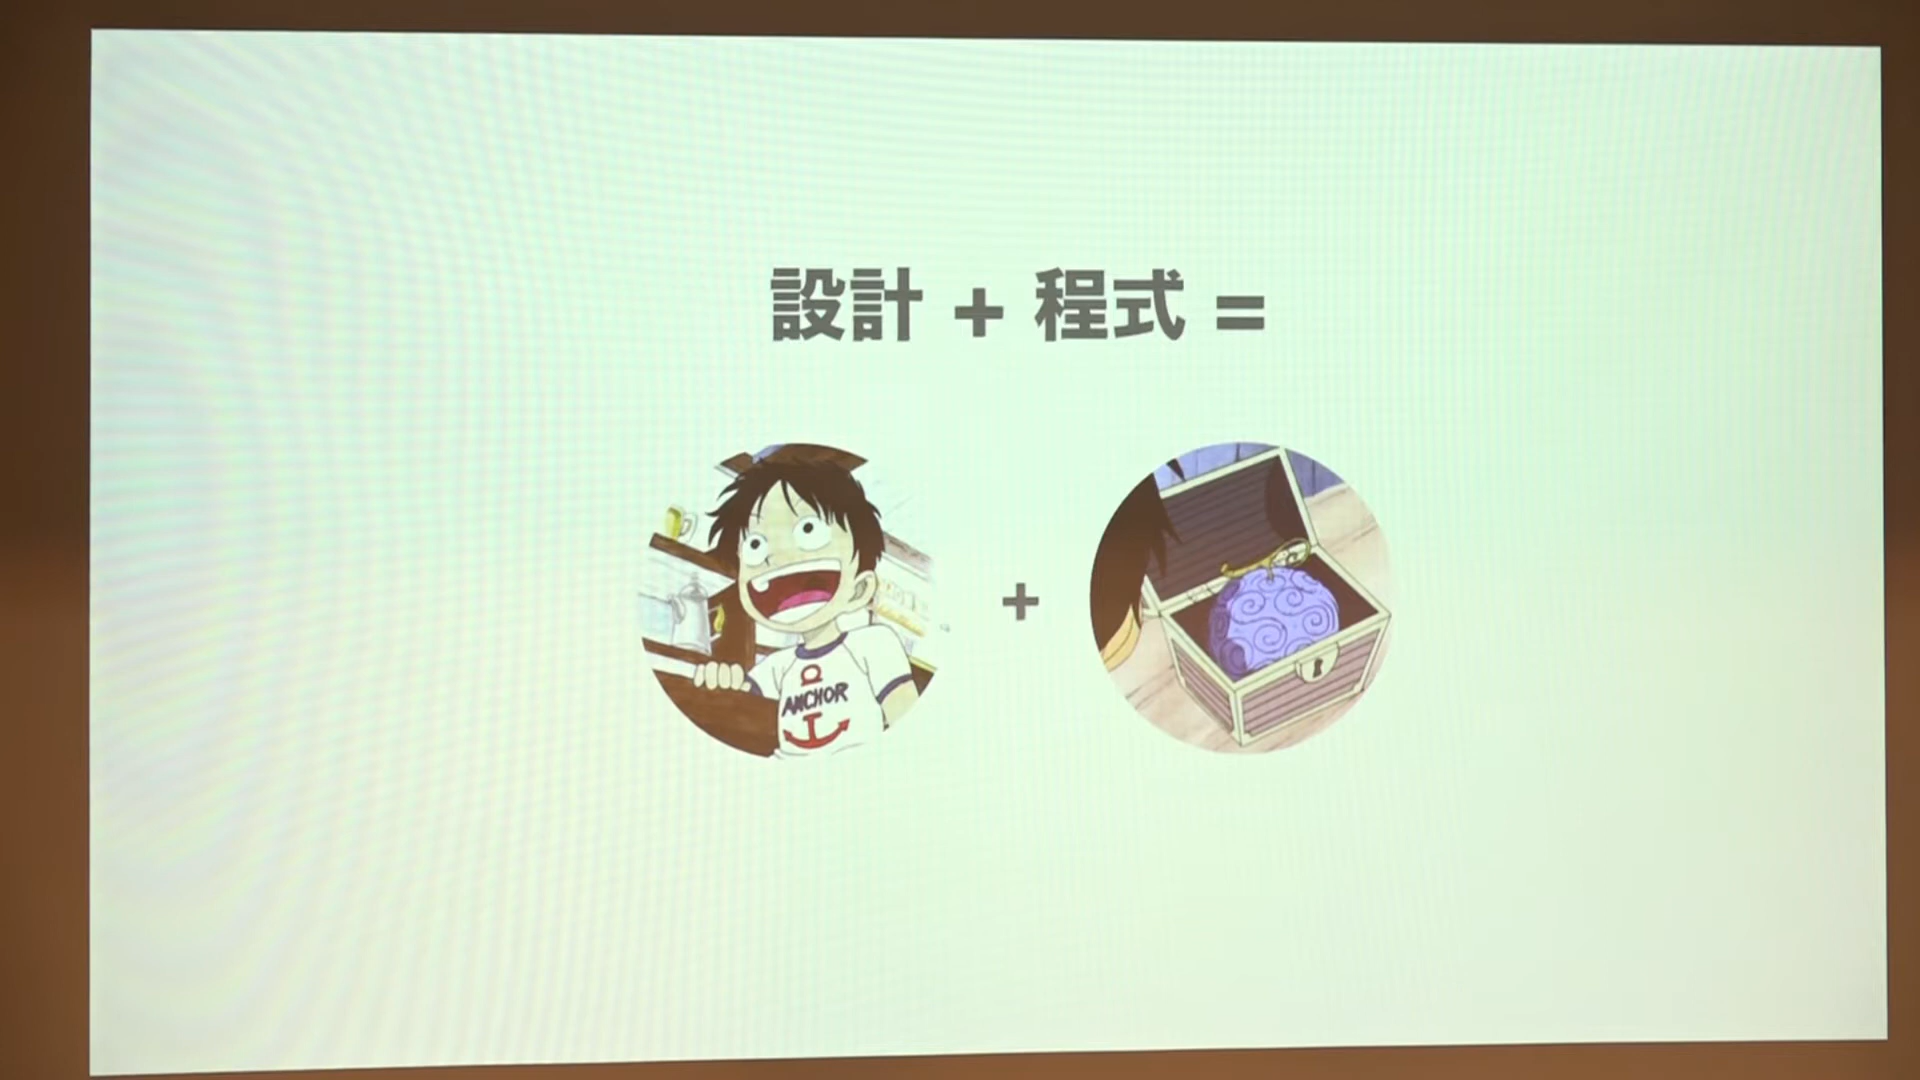 設計 + 程式 =
+
ANCHOR